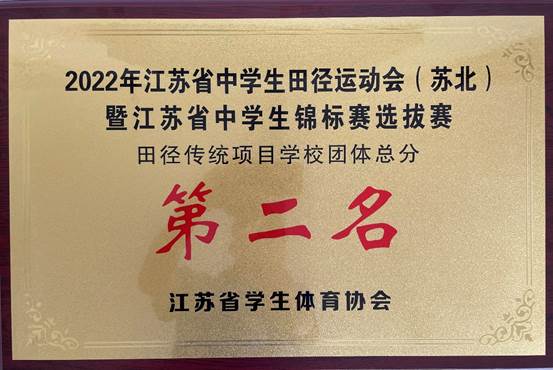 2022年江苏省中学生田径运动会（苏北）
暨江苏省中学生锦标赛选拔赛
田径传统项目学校团体总分
第二名
江苏省学生体育协会